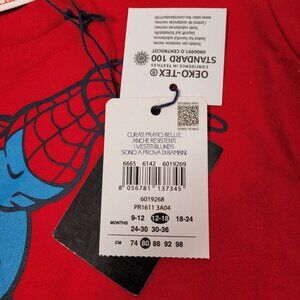 OEKO-TEX®
CONFIDENCE IN TEXTILES
STANDARD 100
090699.O CENTROCOT
CURATI, PRATICI, BELLI E
ANCHE RESISTENTI.
I VESTITI BLUKIDS
SONO A PROVA DI BAMBINI.
6665 6142 6019269
8 056781 137345
6019268
PR1611 3A04
MONTHS 9-12 12-18 18-24
24-30 30-36
CM 74 80 86 92 98